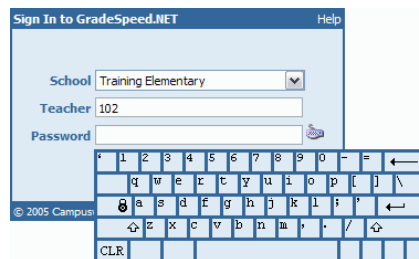 Sign In to GradeSpeed.NET Help
School Training Elementary
Teacher 102
Password
' 1 2 3 4 5 6 7 8 9 0 - =
q w e r t y u i o p [ ] \
a s d f g h j k l ; '
z x c v b n m , . /
© 2005 Campus
CLR